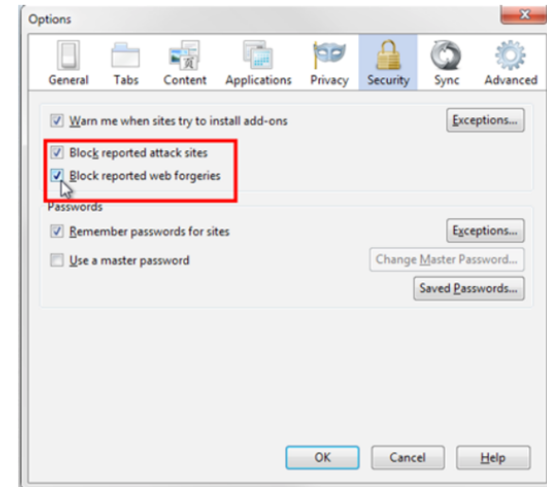 Options
General Tabs Content Applications Privacy Security Sync Advanced
Warn me when sites try to install add-ons Exceptions...
Block reported attack sites
Block reported web forgeries
Passwords
Remember passwords for sites Exceptions...
Use a master password Change Master Password...
Saved Passwords...
OK Cancel Help